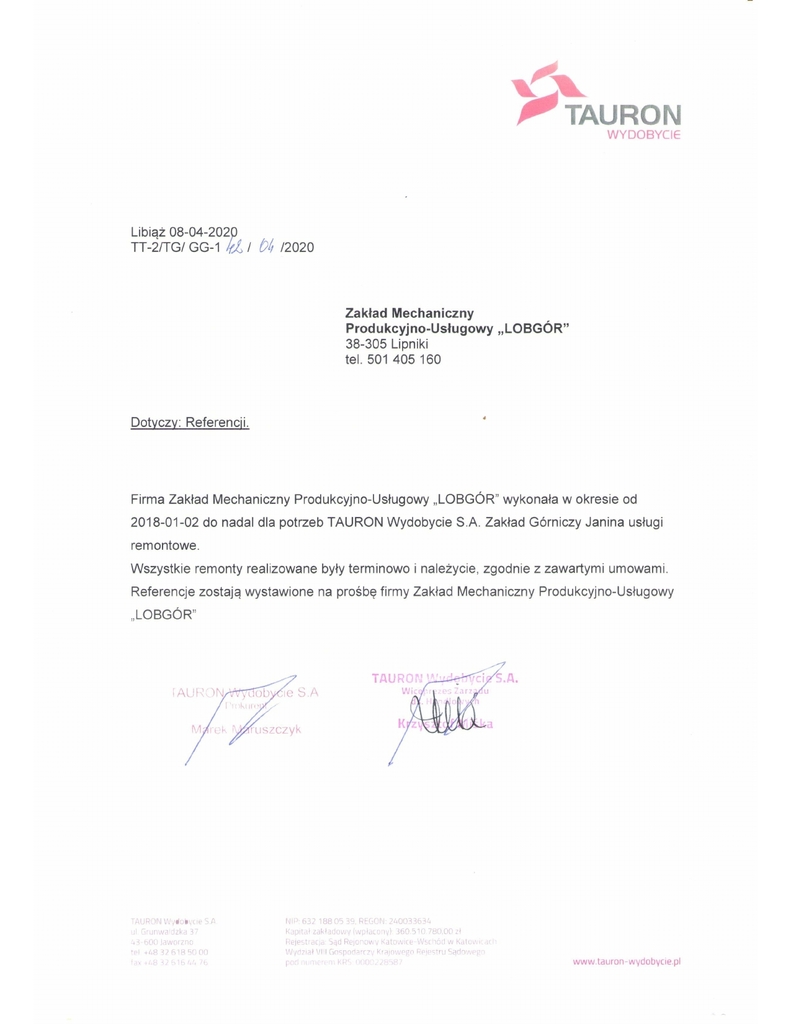 TAURON
WYDOBYCIE
Libiąż 08-04-2020
TT-2/TG/ GG-1 42 / 04 /2020
Zakład Mechaniczny
Produkcyjno-Usługowy „LOBGÓR”
38-305 Lipniki
tel. 501 405 160
Dotyczy: Referencji.
Firma Zakład Mechaniczny Produkcyjno-Usługowy „LOBGÓR” wykonała w okresie od
2018-01-02 do nadal dla potrzeb TAURON Wydobycie S.A. Zakład Górniczy Janina usługi
remontowe.
Wszystkie remonty realizowane były terminowo i należycie, zgodnie z zawartymi umowami.
Referencje zostają wystawione na prośbę firmy Zakład Mechaniczny Produkcyjno-Usługowy
„LOBGÓR”
TAURON Wydobycie S.A
Prokurent
Marek Maruszczyk
TAURON Wydobycie S.A.
Wiceprezes Zarządu
Krzysztof
TAURON Wydobycie S.A.
ul. Grunwaldzka 37
43-600 Jaworzno
tel. +48 32 618 50 00
fax +48 32 616 44 76
NIP: 632 188 05 39, REGON: 240033634
Kapitał zakładowy (wpłacony): 360 510 780,00 zł
Rejestracja: Sąd Rejonowy Katowice-Wschód w Katowicach
Wydział VIII Gospodarczy Krajowego Rejestru Sądowego
pod numerem KRS:
www.tauron-wydobycie.pl